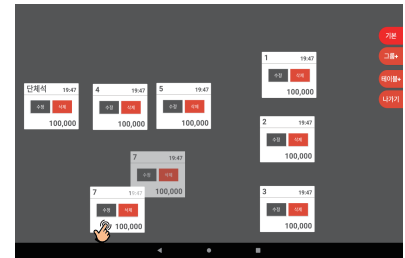 기본
그룹+
테이블+
나가기
1 19:47
수정 삭제
100,000
단체석 19:47
수정 삭제
100,000
4 19:47
수정 삭제
100,000
5 19:47
수정 삭제
100,000
2 19:47
수정 삭제
100,000
7 19:47
수정 삭제
100,000
7 19:47
수정 삭제
100,000
3 19:47
수정 삭제
100,000